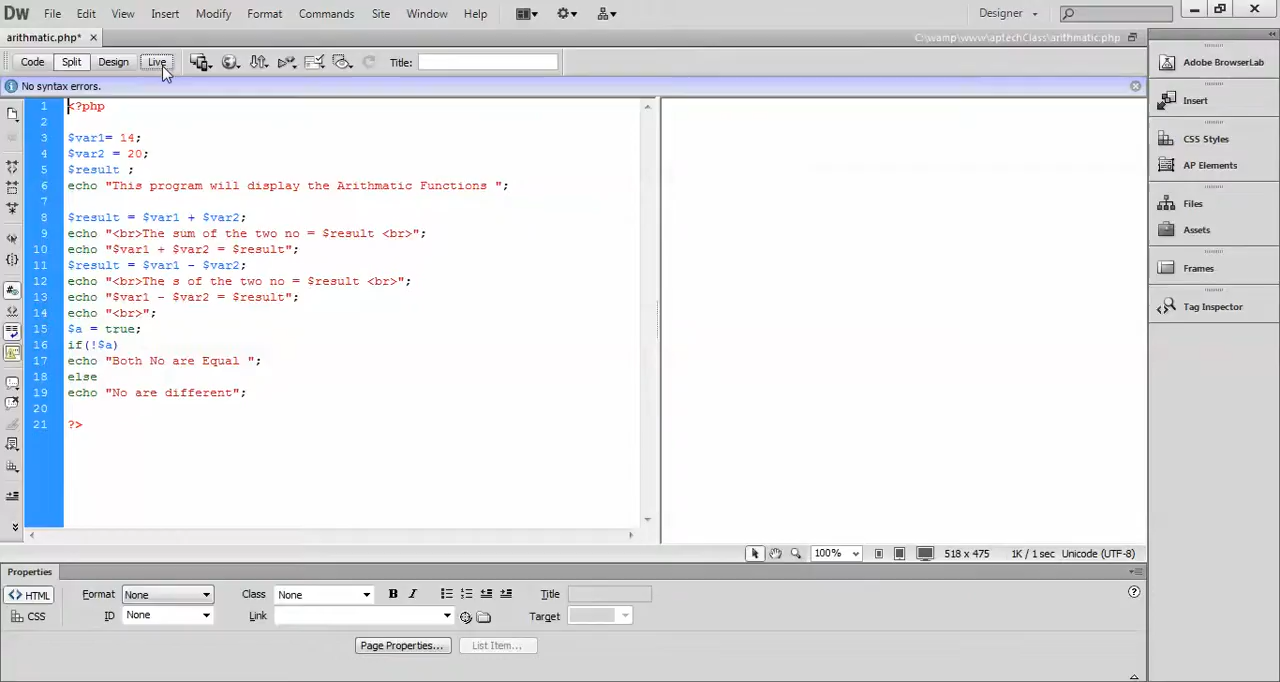 DW File Edit View Insert Modify Format Commands Site Window Help Designer
arithmatic.php* × C:\wamp\www\aptechClass\arithmatic.php
Code Split Design Live Title:
No syntax errors.
1 <?php
2
3 $var1= 14;
4 $var2 = 20;
5 $result ;
6 echo "This program will display the Arithmatic Functions ";
7
8 $result = $var1 + $var2;
9 echo "<br>The sum of the two no = $result <br>";
10 echo "$var1 + $var2 = $result";
11 $result = $var1 - $var2;
12 echo "<br>The s of the two no = $result <br>";
13 echo "$var1 - $var2 = $result";
14 echo "<br>";
15 $a = true;
16 if(!$a)
17 echo "Both No are Equal ";
18 else
19 echo "No are different";
20
21 ?>
Adobe BrowserLab
Insert
CSS Styles
AP Elements
Files
Assets
Frames
Tag Inspector
100% 518 x 475 1K / 1 sec Unicode (UTF-8)
Properties
<> HTML Format None Class None B I Title
CSS ID None Link Target
Page Properties... List Item...